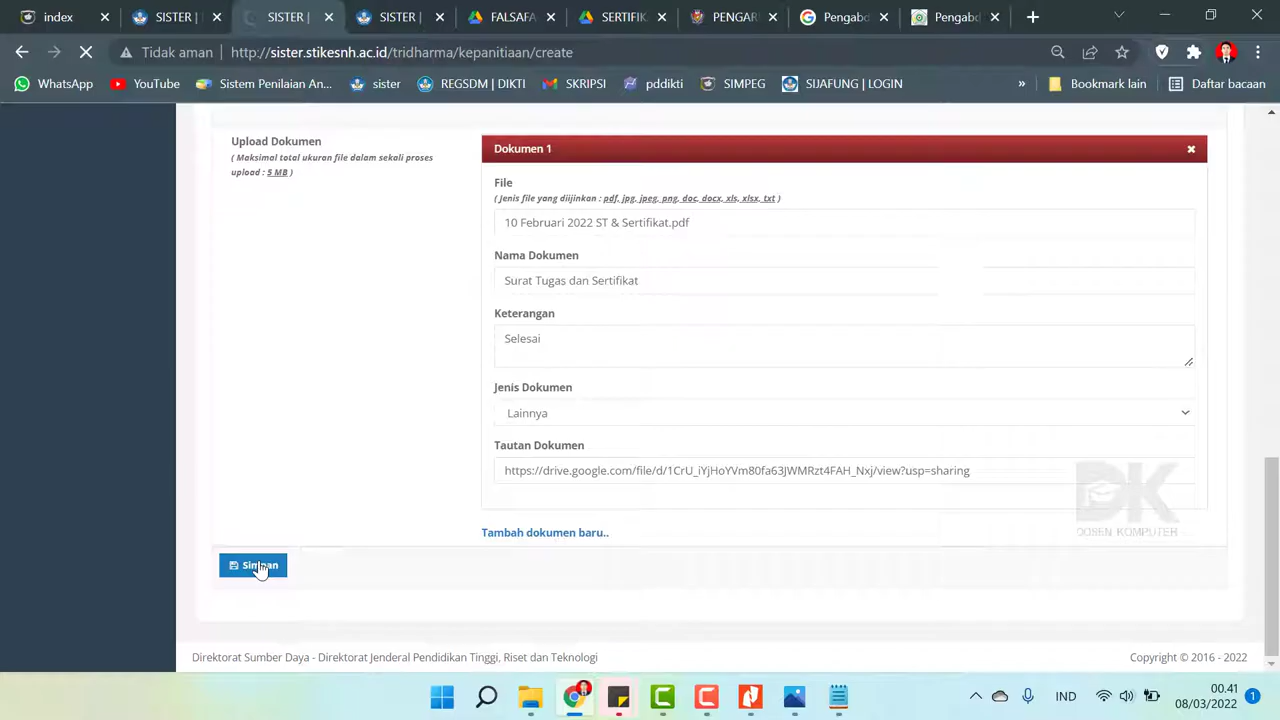 index
SISTER |
SISTER |
SISTER |
FALSAFA
SERTIFIK
PENGAR
Pengabd
Pengabd
Tidak aman
http://sister.stikesnh.ac.id/tridharma/kepanitiaan/create
WhatsApp
YouTube
Sistem Penilaian An...
sister
REGSDM | DIKTI
SKRIPSI
pddikti
SIMPEG
SIJAFUNG | LOGIN
»
Bookmark lain
Daftar bacaan
Upload Dokumen
( Maksimal total ukuran file dalam sekali proses
upload : 5 MB )
Dokumen 1
File
( Jenis file yang diijinkan : pdf, jpg, jpeg, png, doc, docx, xls, xlsx, txt )
10 Februari 2022 ST & Sertifikat.pdf
Nama Dokumen
Surat Tugas dan Sertifikat
Keterangan
Selesai
Jenis Dokumen
Lainnya
Tautan Dokumen
https://drive.google.com/file/d/1CrU_iYjHoYVm80fa63JWMRzt4FAH_Nxj/view?usp=sharing
DK
DOSEN KOMPUTER
Tambah dokumen baru..
Simpan
Direktorat Sumber Daya - Direktorat Jenderal Pendidikan Tinggi, Riset dan Teknologi
Copyright © 2016 - 2022
IND
00.41
08/03/2022
1